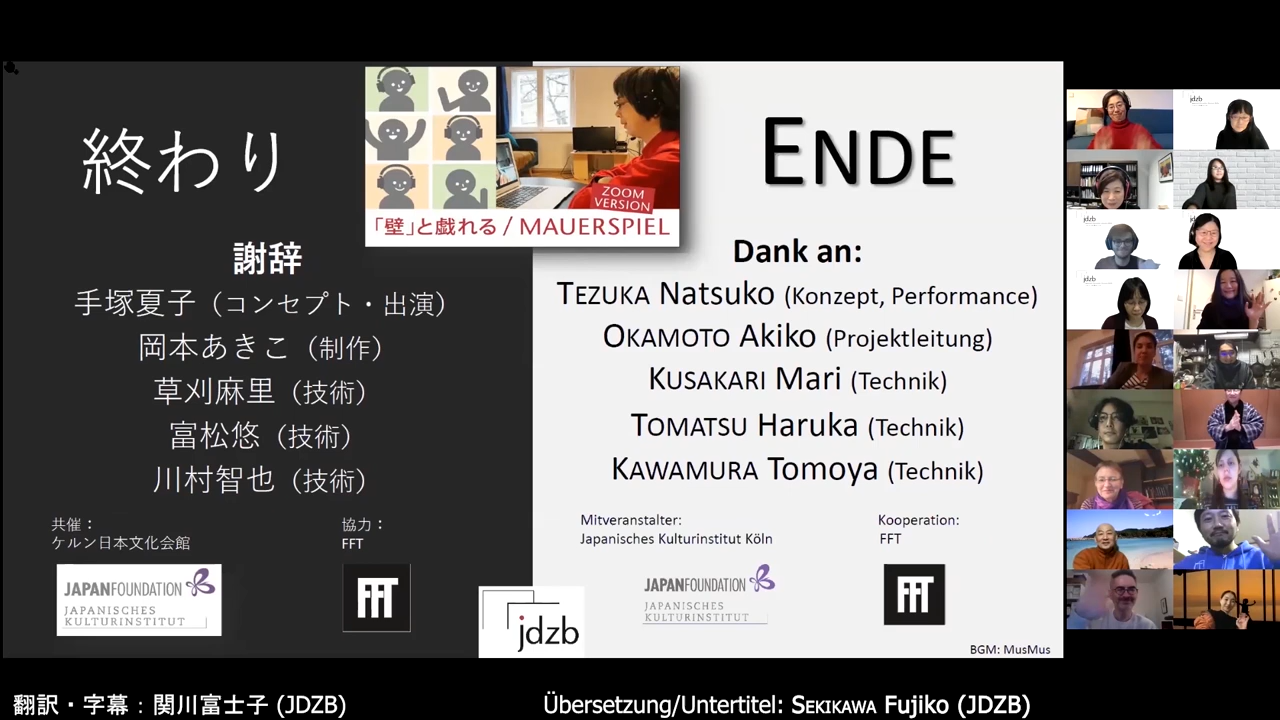 終わり
謝辞
手塚夏子（コンセプト・出演）
岡本あきこ（制作）
草刈麻里（技術）
富松悠（技術）
川村智也（技術）
共催：
ケルン日本文化会館
協力：
FFT
JAPANFOUNDATION
JAPANISCHES
KULTURINSTITUT
FFT
ZOOM
VERSION
「壁」と戯れる / MAUERSPIEL
ENDE
Dank an:
TEZUKA Natsuko (Konzept, Performance)
OKAMOTO Akiko (Projektleitung)
KUSAKARI Mari (Technik)
TOMATSU Haruka (Technik)
KAWAMURA Tomoya (Technik)
Mitveranstalter:
Japanisches Kulturinstitut Köln
Kooperation:
FFT
JAPANFOUNDATION
JAPANISCHES
KULTURINSTITUT
FFT
jdzb
BGM: MusMus
jdzb
jdzb
jdzb
jdzb
翻訳・字幕：関川富士子 (JDZB)
Übersetzung/Untertitel: SEKIKAWA Fujiko (JDZB)